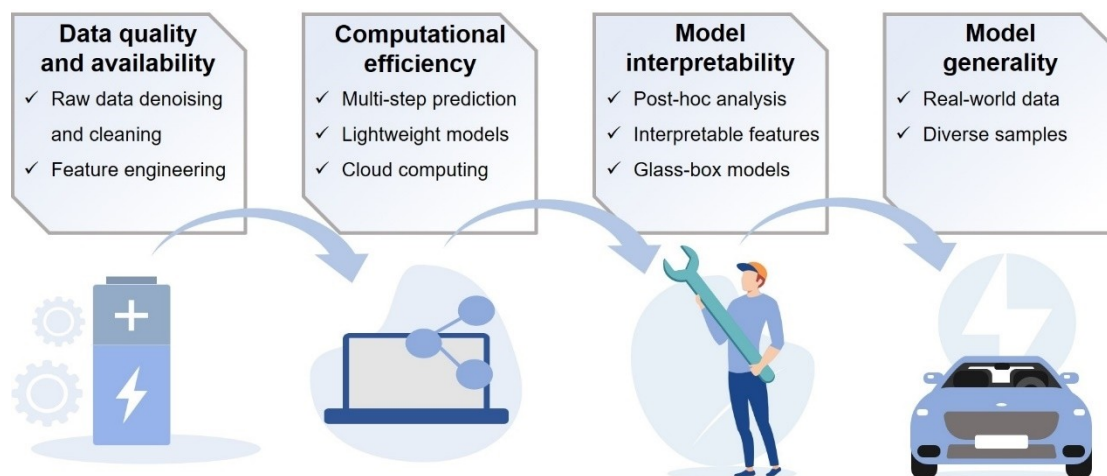 Data quality
and availability
✓ Raw data denoising
and cleaning
✓ Feature engineering
Computational
efficiency
✓ Multi-step prediction
✓ Lightweight models
✓ Cloud computing
Model
interpretability
✓ Post-hoc analysis
✓ Interpretable features
✓ Glass-box models
Model
generality
✓ Real-world data
✓ Diverse samples